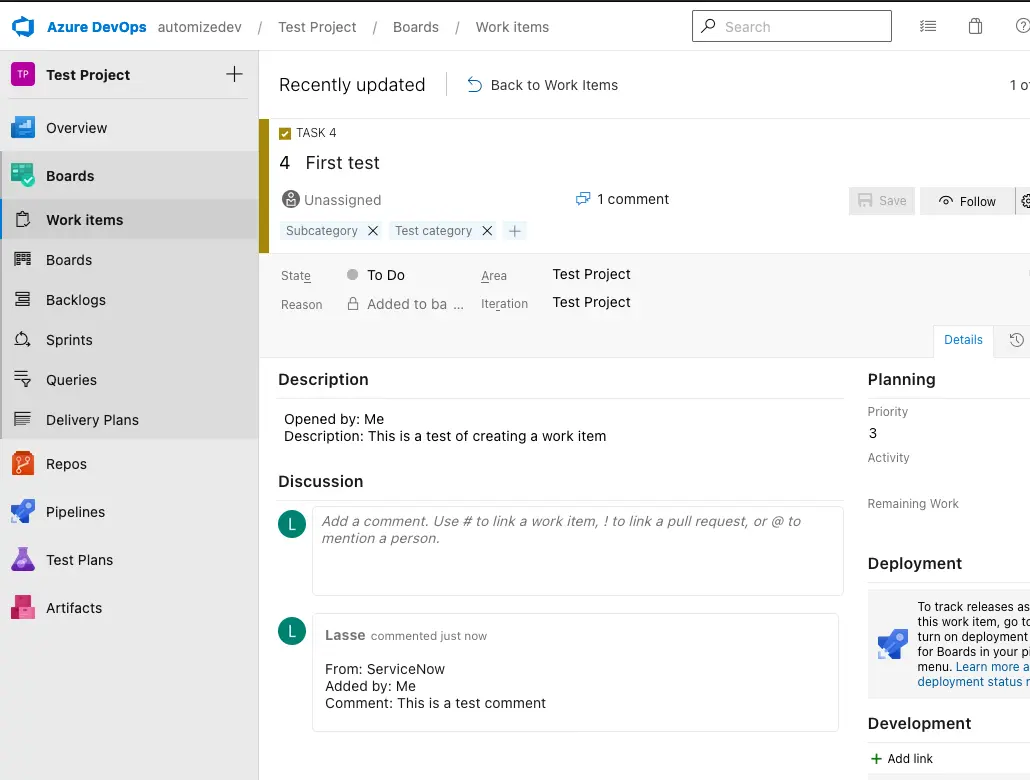 Azure DevOps automizedev / Test Project / Boards / Work items Search
TP Test Project
Overview
Boards
Work items
Boards
Backlogs
Sprints
Queries
Delivery Plans
Repos
Pipelines
Test Plans
Artifacts
Recently updated Back to Work Items 1 of
TASK 4
4 First test
Unassigned 1 comment Save Follow
Subcategory Test category
State To Do Area Test Project
Reason Added to ba ... Iteration Test Project
Details
Description
Opened by: Me
Description: This is a test of creating a work item
Discussion
L Add a comment. Use # to link a work item, ! to link a pull request, or @ to
mention a person.
L Lasse commented just now
From: ServiceNow
Added by: Me
Comment: This is a test comment
Planning
Priority
3
Activity
Remaining Work
Deployment
To track releases as
this work item, go to
turn on deployment
for Boards in your pi
menu. Learn more a
deployment status
Development
Add link